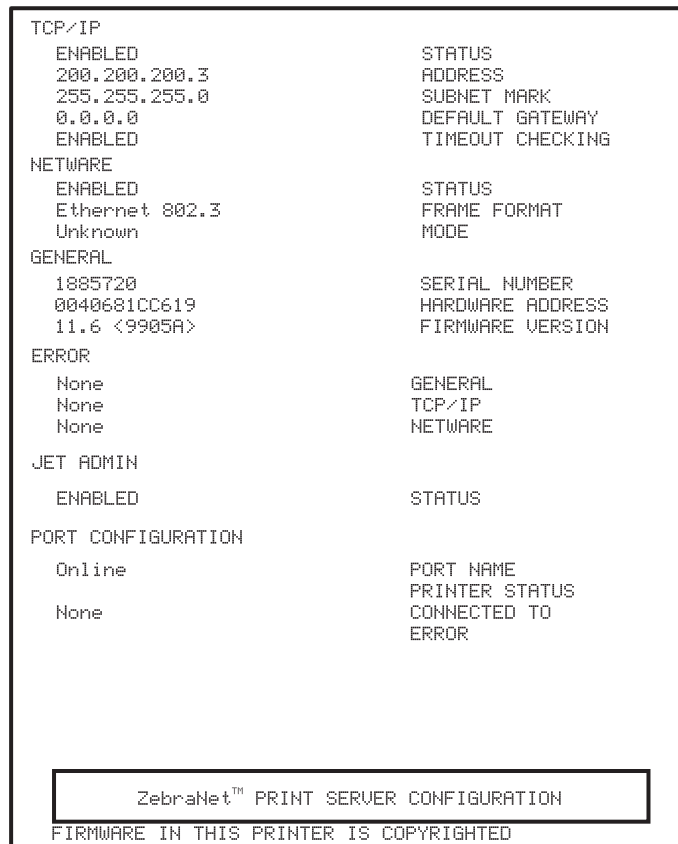 TCP/IP
ENABLED STATUS
200.200.200.3 ADDRESS
255.255.255.0 SUBNET MARK
0.0.0.0 DEFAULT GATEWAY
ENABLED TIMEOUT CHECKING
NETWARE
ENABLED STATUS
Ethernet 802.3 FRAME FORMAT
Unknown MODE
GENERAL
1885720 SERIAL NUMBER
0040681CC619 HARDWARE ADDRESS
11.6 <9905A> FIRMWARE VERSION
ERROR
None GENERAL
None TCP/IP
None NETWARE
JET ADMIN
ENABLED STATUS
PORT CONFIGURATION
Online PORT NAME
PRINTER STATUS
None CONNECTED TO
ERROR
ZebraNet™ PRINT SERVER CONFIGURATION
FIRMWARE IN THIS PRINTER IS COPYRIGHTED